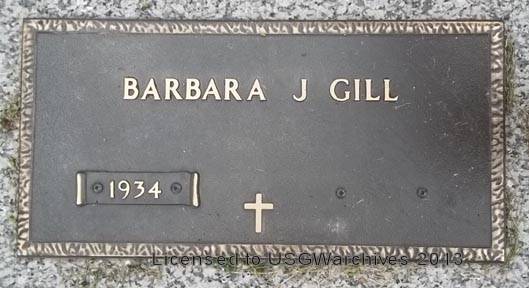 BARBARA J GILL
1934
Licensed to USGWarchives 2013